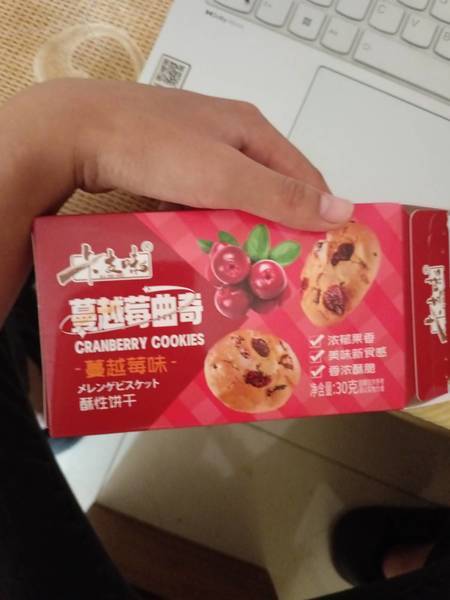 蔓越莓曲奇
CRANBERRY COOKIES
-蔓越莓味-
メレンゲビスケット
酥性饼干
浓郁果香
美味新食感
香浓酥脆
净含量:30克